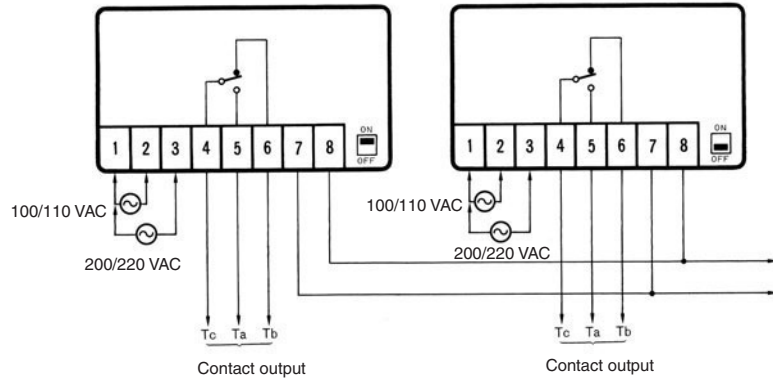 ON
1 2 3 4 5 6 7 8
OFF
100/110 VAC
200/220 VAC
Tc Ta Tb
Contact output
ON
1 2 3 4 5 6 7 8
OFF
100/110 VAC
200/220 VAC
Tc Ta Tb
Contact output